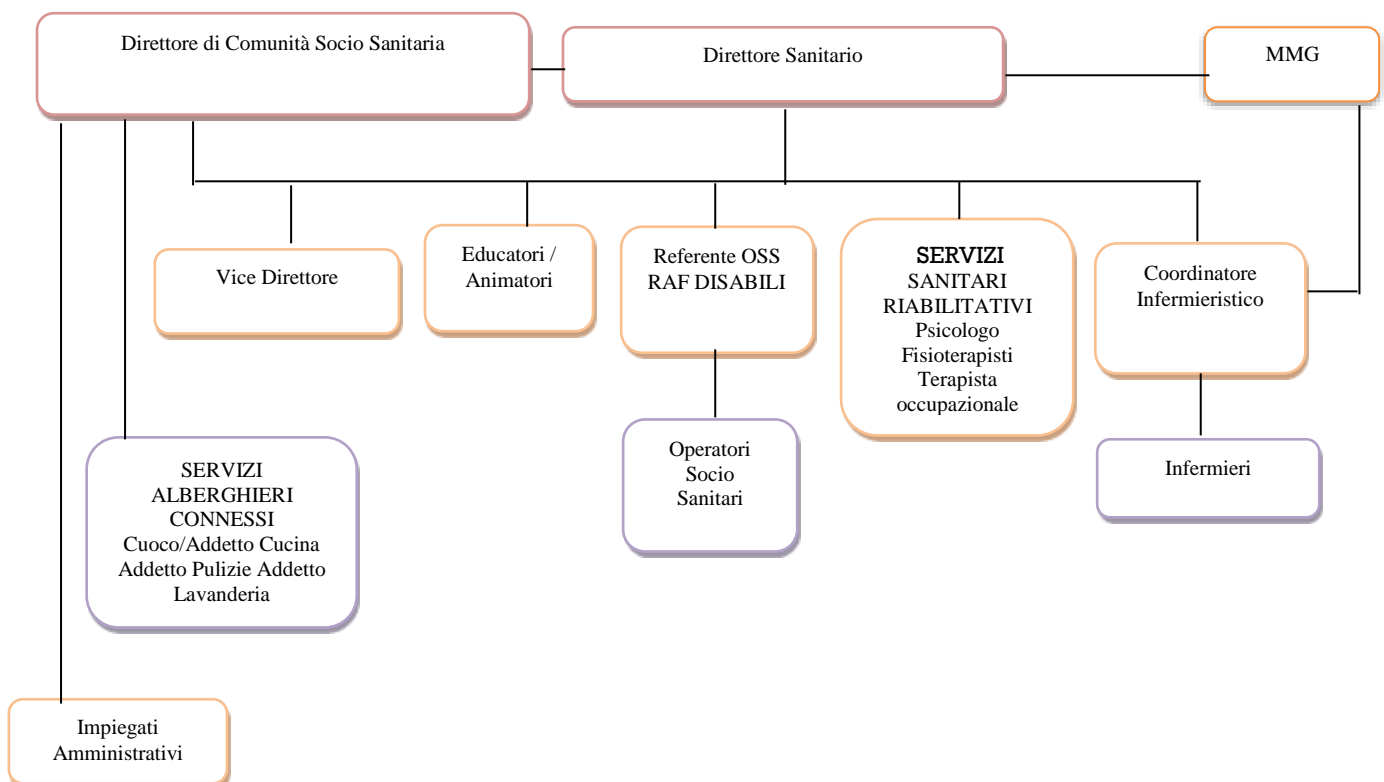 Direttore di Comunità Socio Sanitaria
Direttore Sanitario
MMG
Vice Direttore
Educatori /
Animatori
Referente OSS
RAF DISABILI
SERVIZI
SANITARI
RIABILITATIVI
Psicologo
Fisioterapisti
Terapista
occupazionale
Coordinatore
Infermieristico
SERVIZI
ALBERGHIERI
CONNESSI
Cuoco/Addetto Cucina
Addetto Pulizie Addetto
Lavanderia
Operatori
Socio
Sanitari
Infermieri
Impiegati
Amministrativi